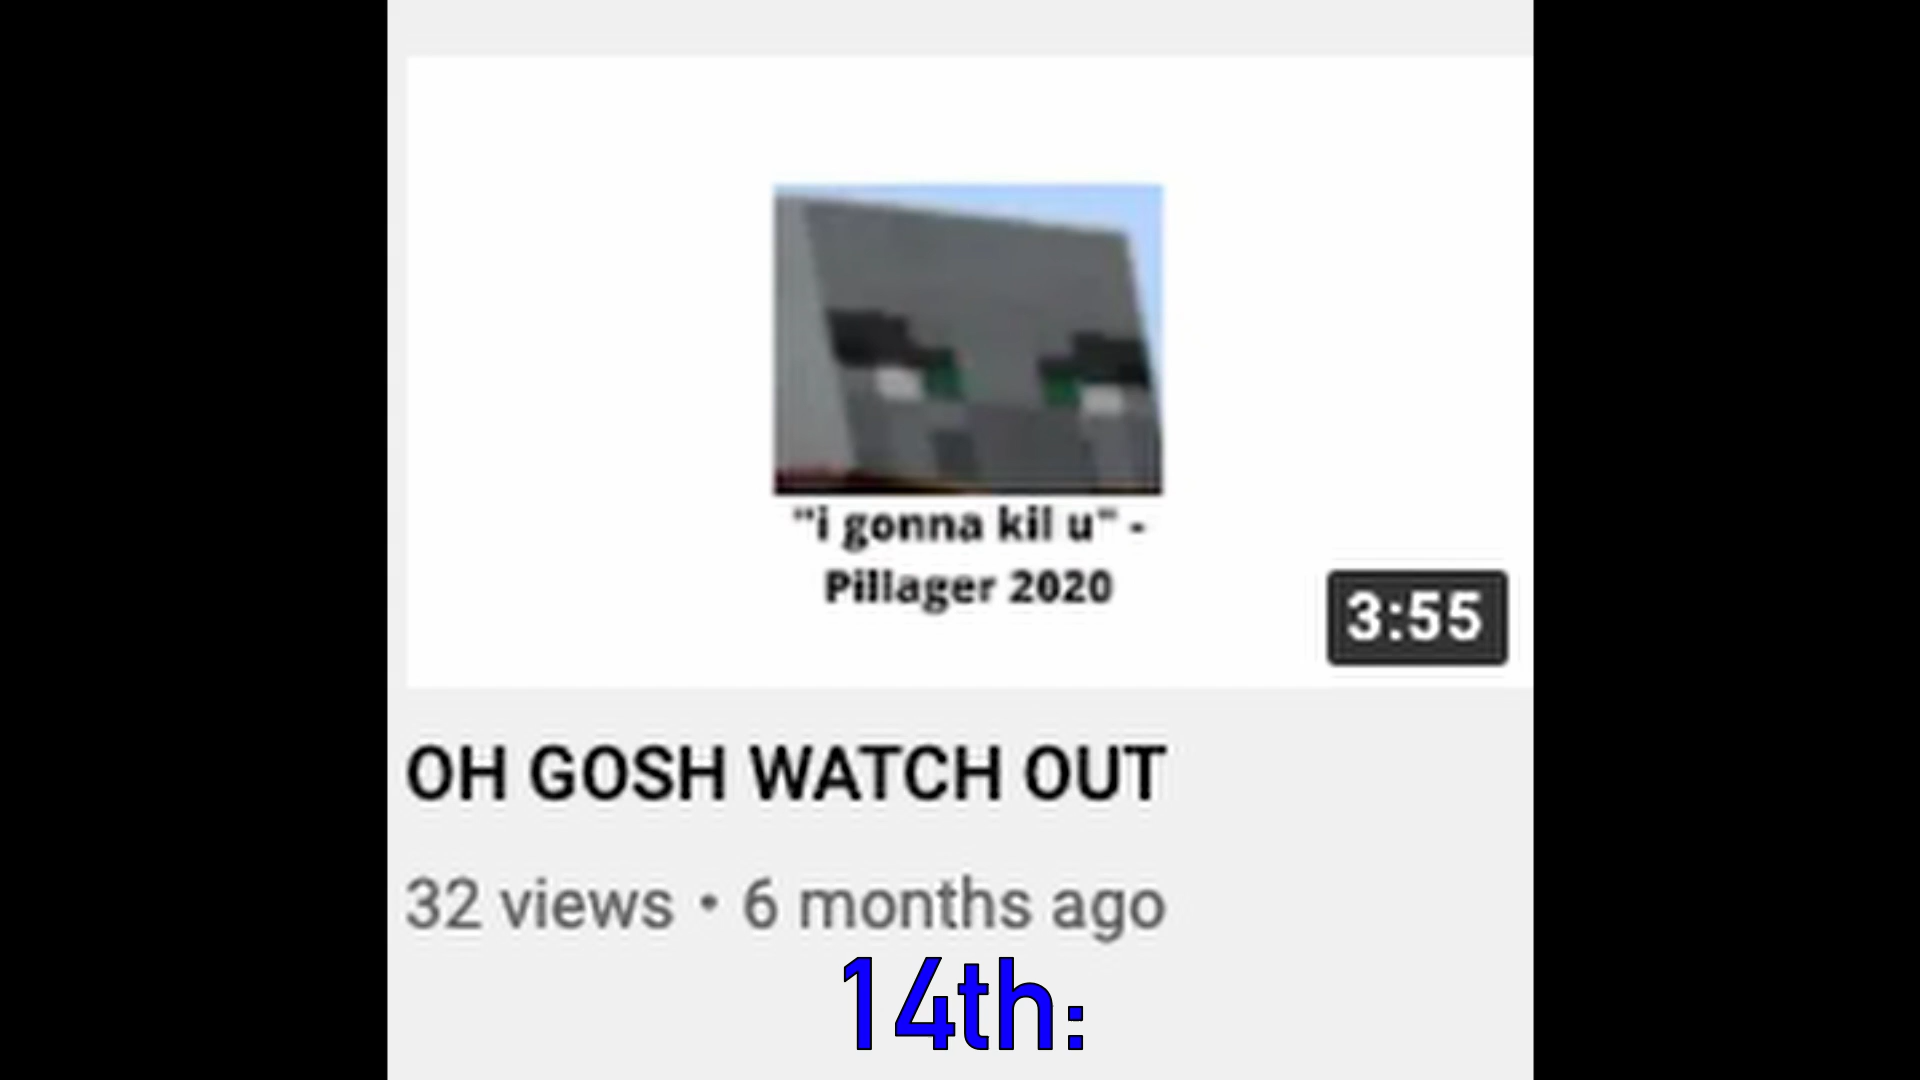 "i gonna kil u" -
Pillager 2020
3:55
OH GOSH WATCH OUT
32 views • 6 months ago
14th: